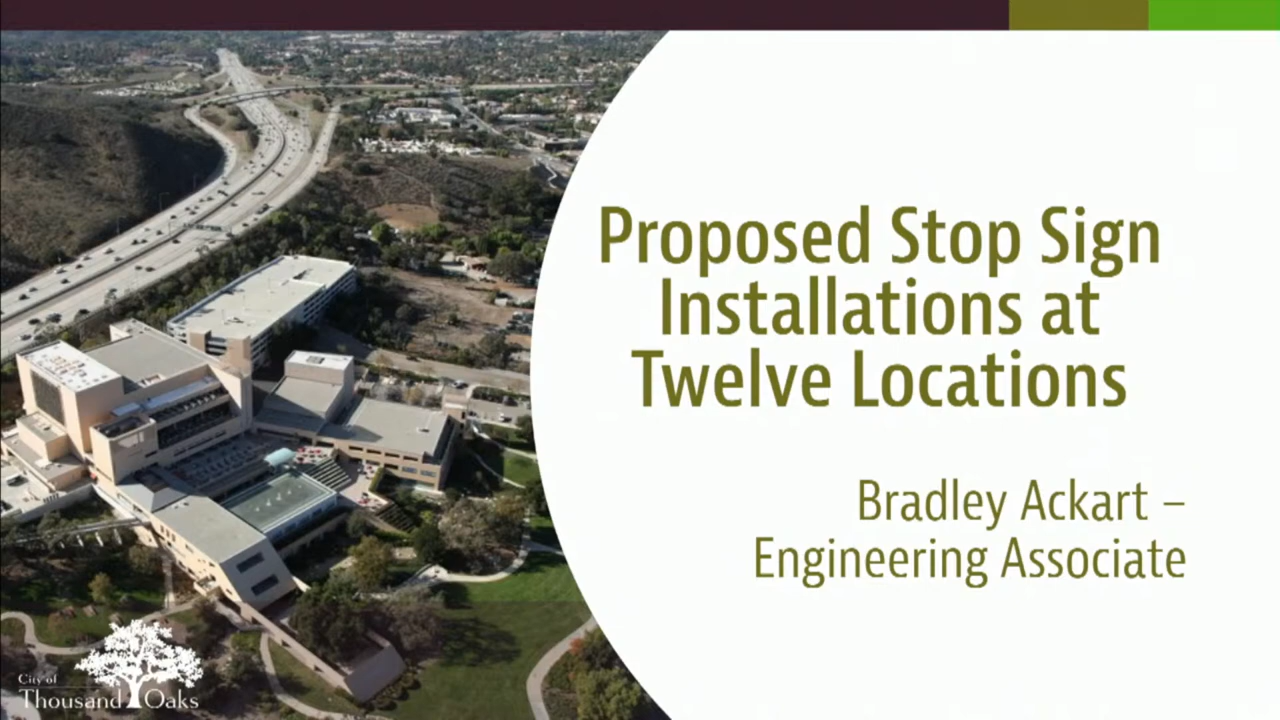 Proposed Stop Sign
Installations at
Twelve Locations
Bradley Ackart –
Engineering Associate
City of
Thousand Oaks